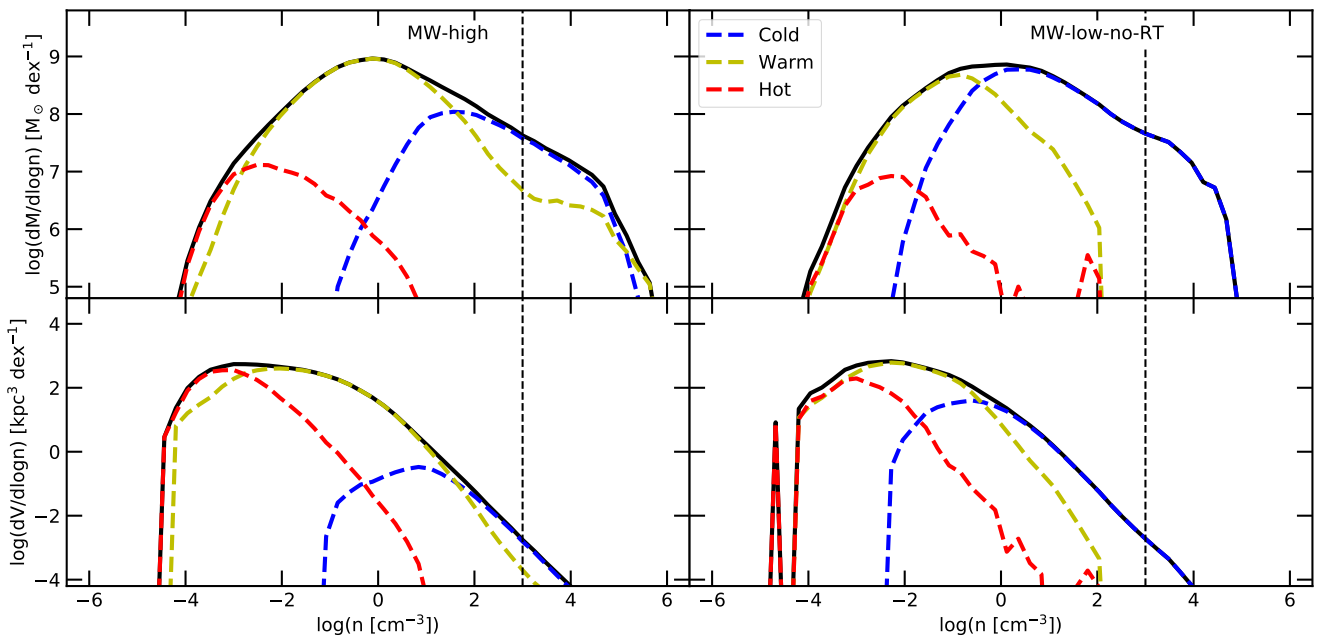 MW-high
MW-low-no-RT
Cold
Warm
Hot
log(dM/dlogn) [M⊙ dex⁻¹]
9
8
7
6
5
log(dV/dlogn) [kpc³ dex⁻¹]
4
2
0
−2
−4
−6 −4 −2 0 2 4 6
−6 −4 −2 0 2 4 6
log(n [cm⁻³])
log(n [cm⁻³])